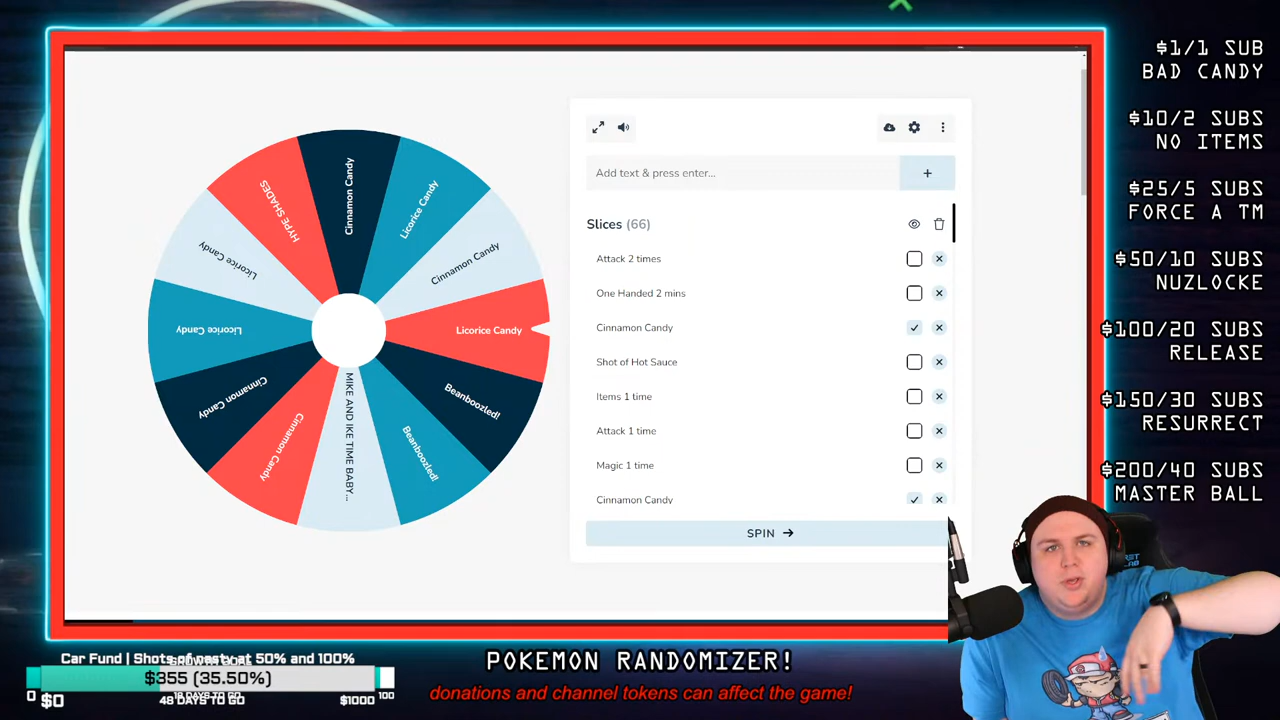 $1/1 SUB
BAD CANDY
$10/2 SUBS
NO ITEMS
$25/5 SUBS
FORCE A TM
$50/10 SUBS
NUZLOCKE
$100/20 SUBS
RELEASE
$150/30 SUBS
RESURRECT
$200/40 SUBS
MASTER BALL
Cinnamon Candy
Licorice Candy
Cinnamon Candy
Licorice Candy
Beanboozled!
Beanboozled!
MIKE AND IKE TIME BABY...
Cinnamon Candy
Cinnamon Candy
Licorice Candy
Licorice Candy
HYPE SHADES
Add text & press enter...
+
Slices (66)
Attack 2 times
One Handed 2 mins
Cinnamon Candy
Shot of Hot Sauce
Items 1 time
Attack 1 time
Magic 1 time
Cinnamon Candy
SPIN →
Car Fund | Shots of nasty at 50% and 100%
$355 (35.50%)
0 $0
48 DAYS TO GO
$1000 100
POKEMON RANDOMIZER!
donations and channel tokens can affect the game!